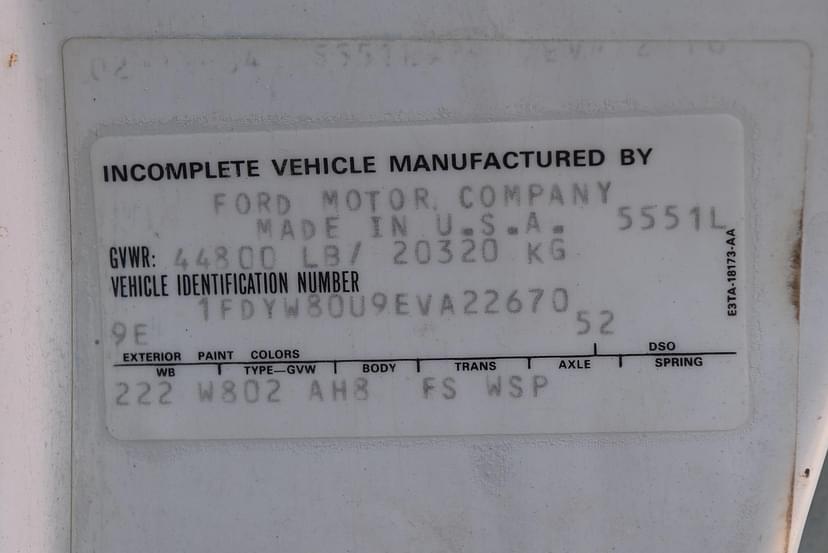 INCOMPLETE VEHICLE MANUFACTURED BY
FORD MOTOR COMPANY
MADE IN U.S.A. 5551L
GVWR: 44800 LB/ 20320 KG
VEHICLE IDENTIFICATION NUMBER
1FDYW80U9EVA22670
9E 52
EXTERIOR PAINT COLORS DSO
WB TYPE—GVW BODY TRANS AXLE SPRING
222 W802 AH8 FS WSP
E3TA-18173-AA